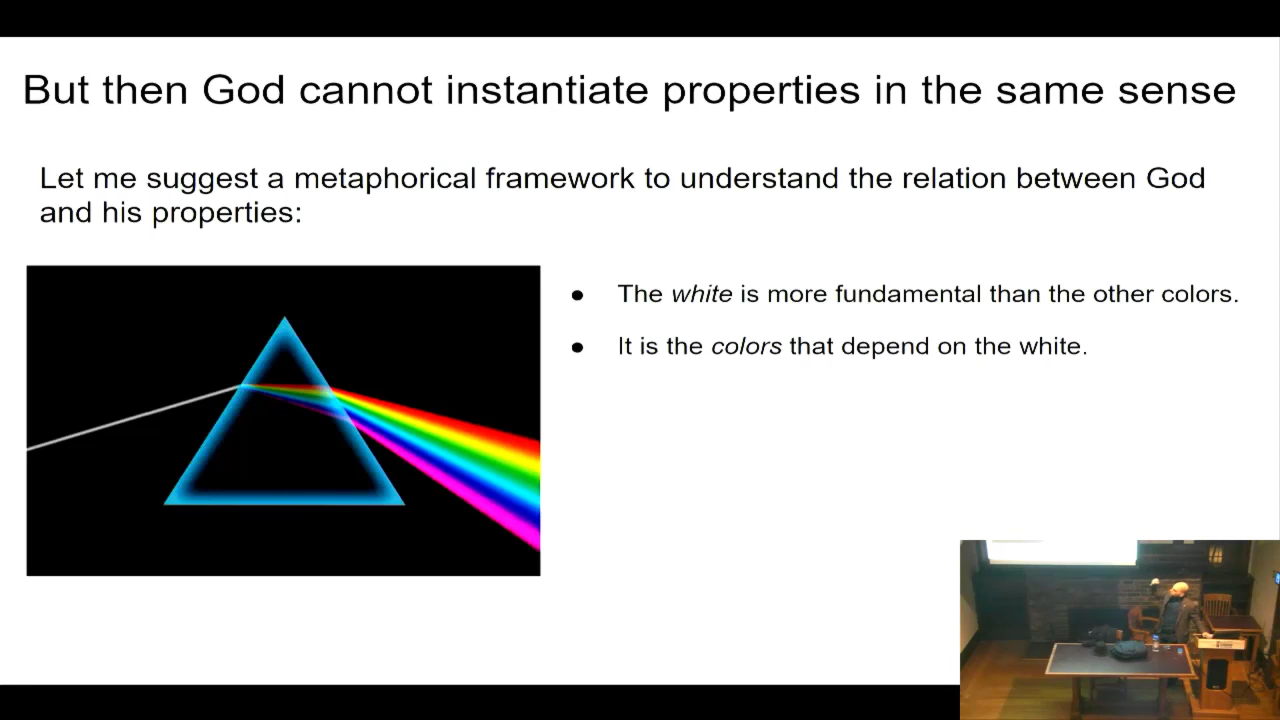 But then God cannot instantiate properties in the same sense
Let me suggest a metaphorical framework to understand the relation between God
and his properties:
● The white is more fundamental than the other colors.
● It is the colors that depend on the white.